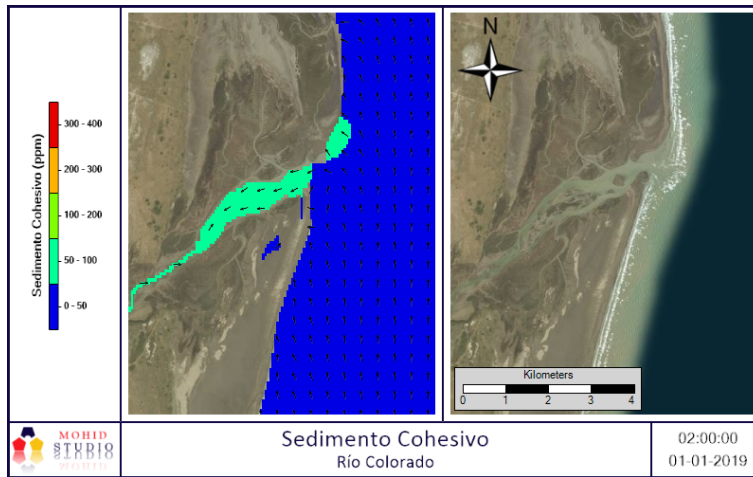 Sedimento Cohesivo (ppm)
300 - 400
200 - 300
100 - 200
50 - 100
0 - 50
N
Kilometers
0 1 2 3 4
MOHID
STUDIO
Sedimento Cohesivo
Río Colorado
02:00:00
01-01-2019